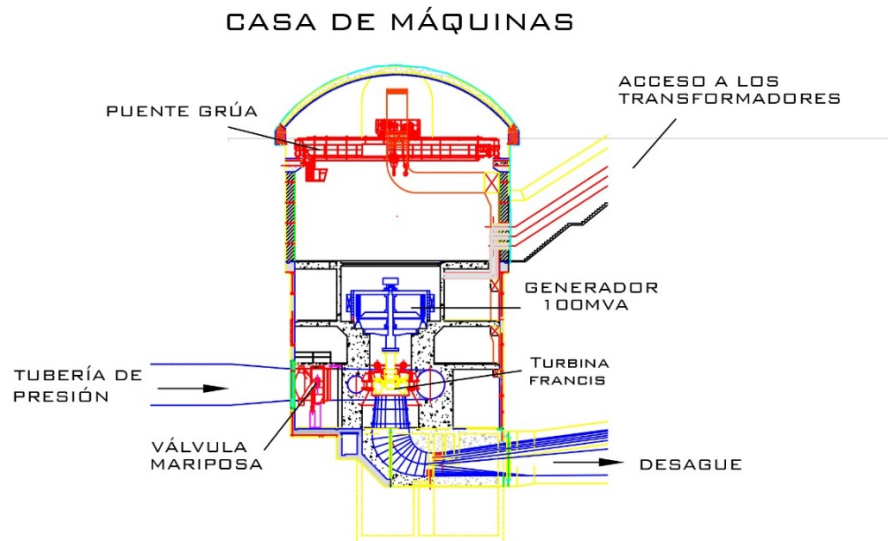 CASA DE MÁQUINAS
PUENTE GRÚA
ACCESO A LOS
TRANSFORMADORES
GENERADOR
100MVA
TURBINA
FRANCIS
TUBERÍA DE
PRESIÓN
VÁLVULA
MARIPOSA
DESAGUE